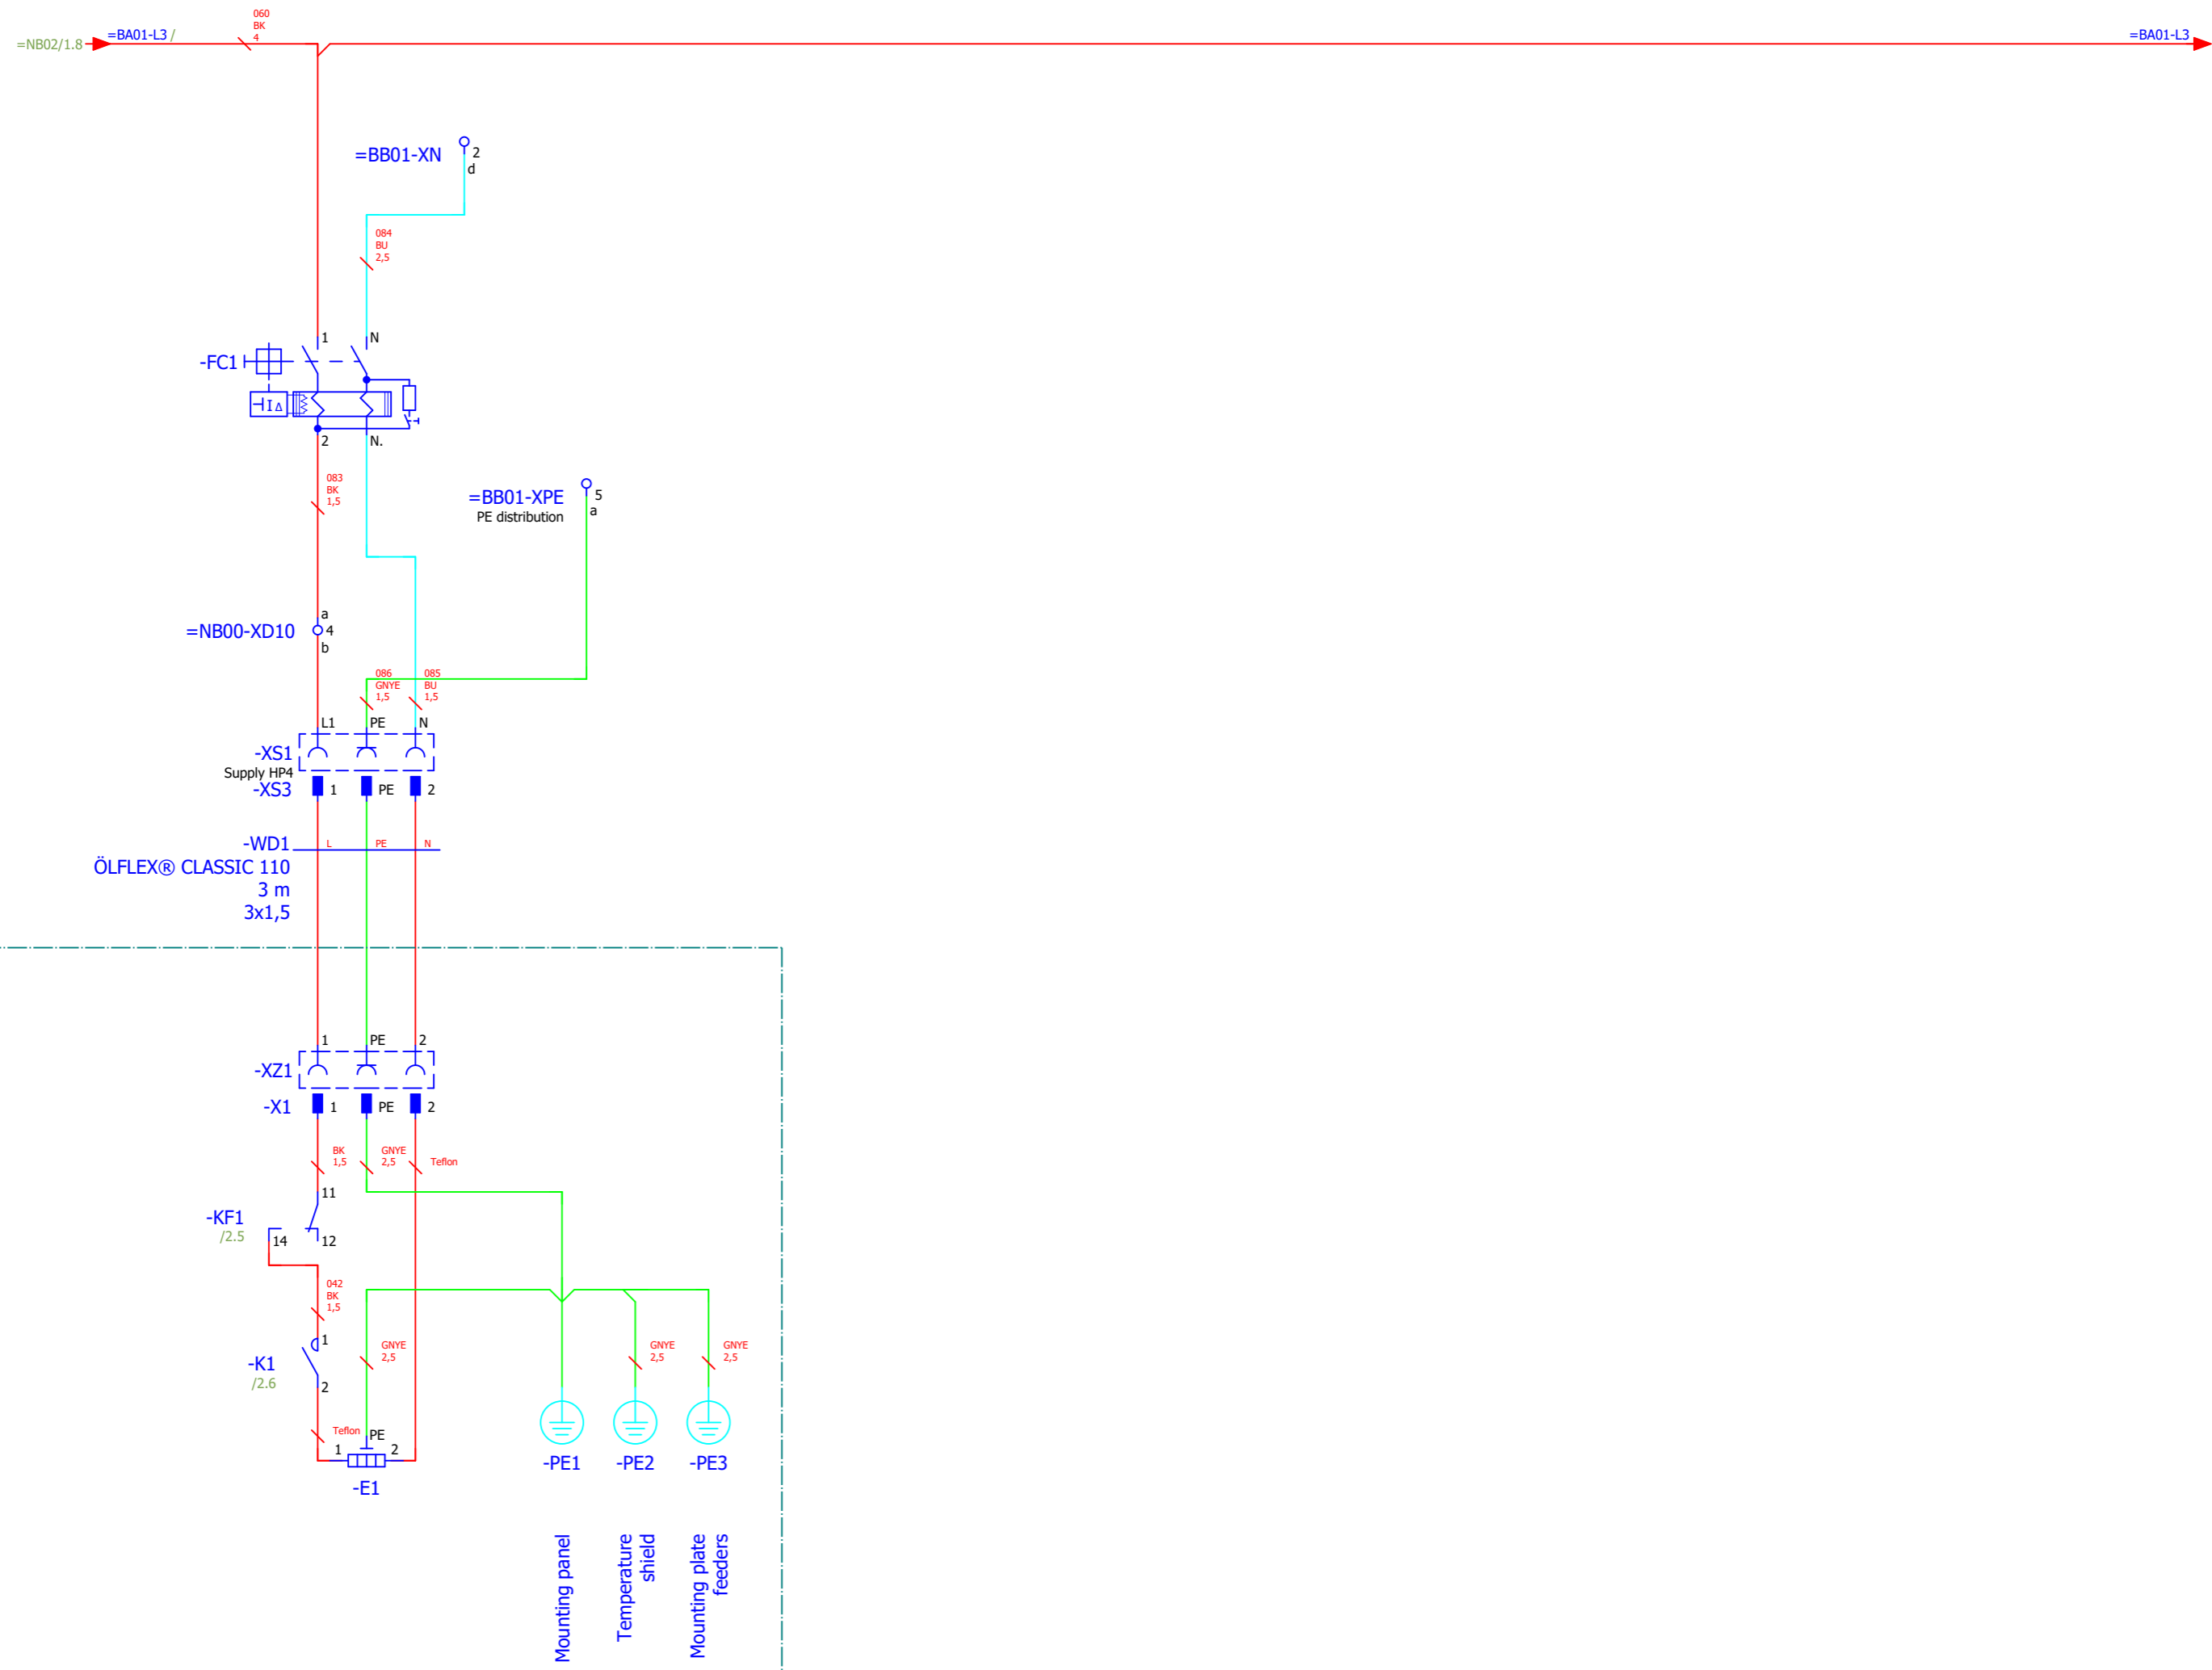 060
BK
4
=NB02/1.8
=BA01-L3 /
=BA01-L3
=BB01-XN
2
d
084
BU
2,5
1
N
-FC1
I Δ
2
N.
083
BK
1,5
=BB01-XPE
PE distribution
5
a
a
=NB00-XD10
4
b
086
GNYE
1,5
085
BU
1,5
L1
PE
N
-XS1
Supply HP4
-XS3
1
PE
2
-WD1
L
PE
N
ÖLFLEX® CLASSIC 110
3 m
3x1,5
1
PE
2
-XZ1
-X1
1
PE
2
BK
1,5
GNYE
2,5
Teflon
11
-KF1
/2.5
14
12
042
BK
1,5
1
-K1
/2.6
2
GNYE
2,5
GNYE
2,5
GNYE
2,5
Teflon
PE
1
2
-E1
-PE1
-PE2
-PE3
Mounting panel
Temperature
shield
Mounting plate
feeders